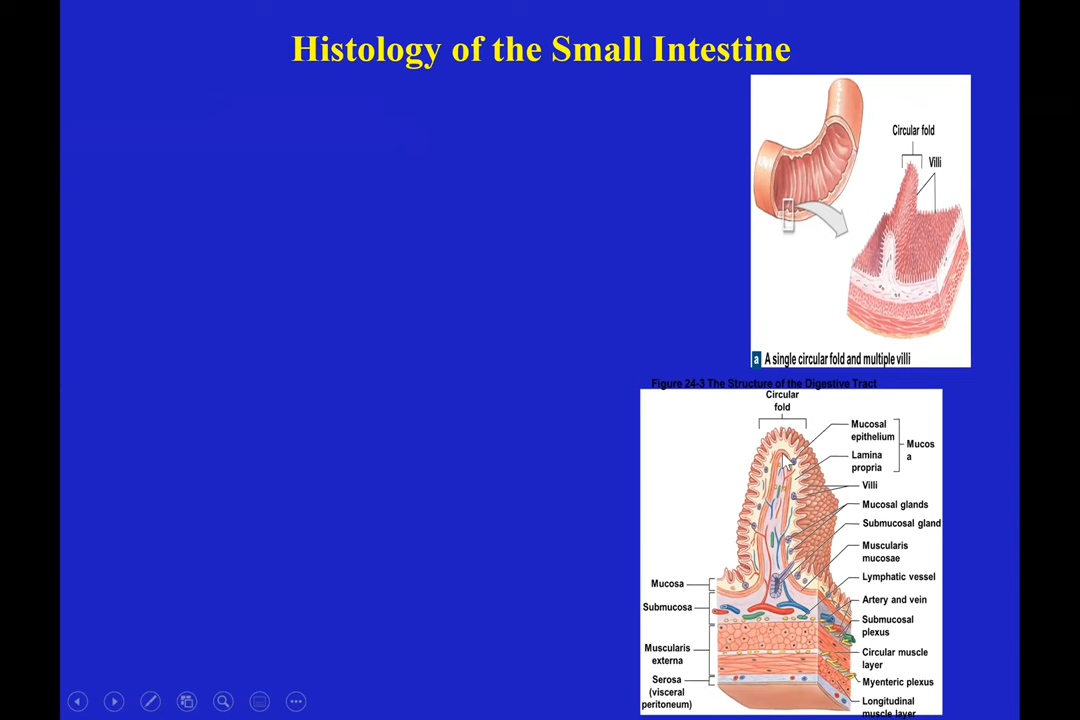 Histology of the Small Intestine
Circular fold
Villi
a A single circular fold and multiple villi
Figure 24-3 The Structure of the Digestive Tract
Circular
fold
Mucosal
epithelium
Mucos
a
Lamina
propria
Villi
Mucosal glands
Submucosal gland
Muscularis
mucosae
Lymphatic vessel
Artery and vein
Submucosal
plexus
Circular muscle
layer
Myenteric plexus
Longitudinal
muscle layer
Mucosa
Submucosa
Muscularis
externa
Serosa
(visceral
peritoneum)